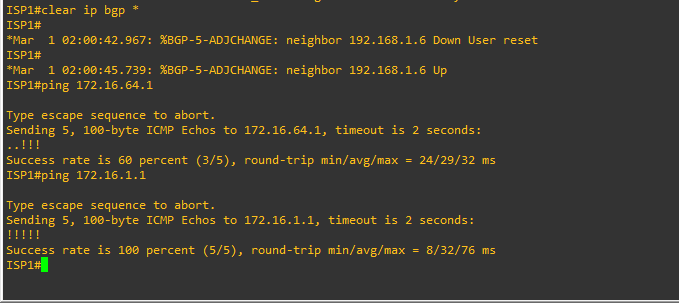 ISP1#clear ip bgp *
ISP1#
*Mar  1 02:00:42.967: %BGP-5-ADJCHANGE: neighbor 192.168.1.6 Down User reset
ISP1#
*Mar  1 02:00:45.739: %BGP-5-ADJCHANGE: neighbor 192.168.1.6 Up
ISP1#ping 172.16.64.1
Type escape sequence to abort.
Sending 5, 100-byte ICMP Echos to 172.16.64.1, timeout is 2 seconds:
..!!!
Success rate is 60 percent (3/5), round-trip min/avg/max = 24/29/32 ms
ISP1#ping 172.16.1.1
Type escape sequence to abort.
Sending 5, 100-byte ICMP Echos to 172.16.1.1, timeout is 2 seconds:
!!!!!
Success rate is 100 percent (5/5), round-trip min/avg/max = 8/32/76 ms
ISP1#